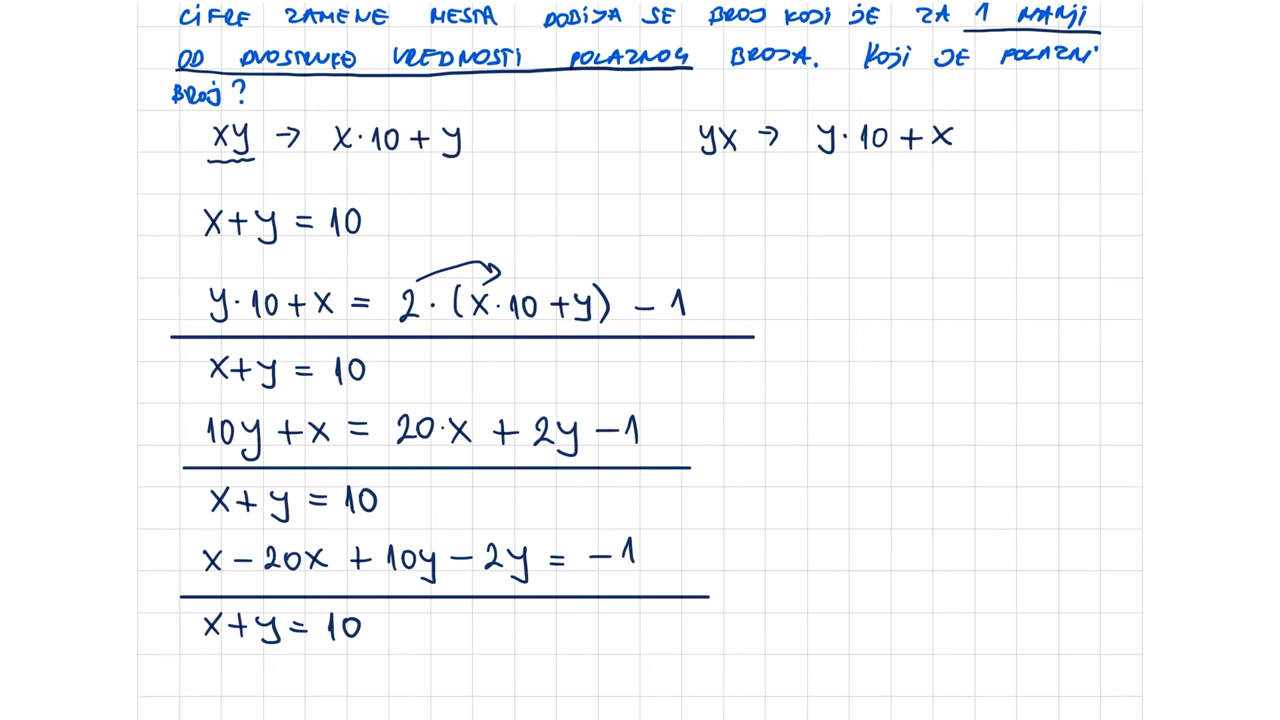 CIFRE ZAMENE MESTA DOBIJA SE BROJ KOJI JE ZA 1 MANJI
OD DVOSTRUKE VREDNOSTI POLAZNOG BROJA. KOJI JE POLAZNI
BROJ?
xy → x·10+y yx → y·10+x
x+y=10
y·10+x = 2·(x·10+y) - 1
x+y = 10
10y+x = 20·x + 2y - 1
x+y = 10
x - 20x + 10y - 2y = -1
x+y = 10